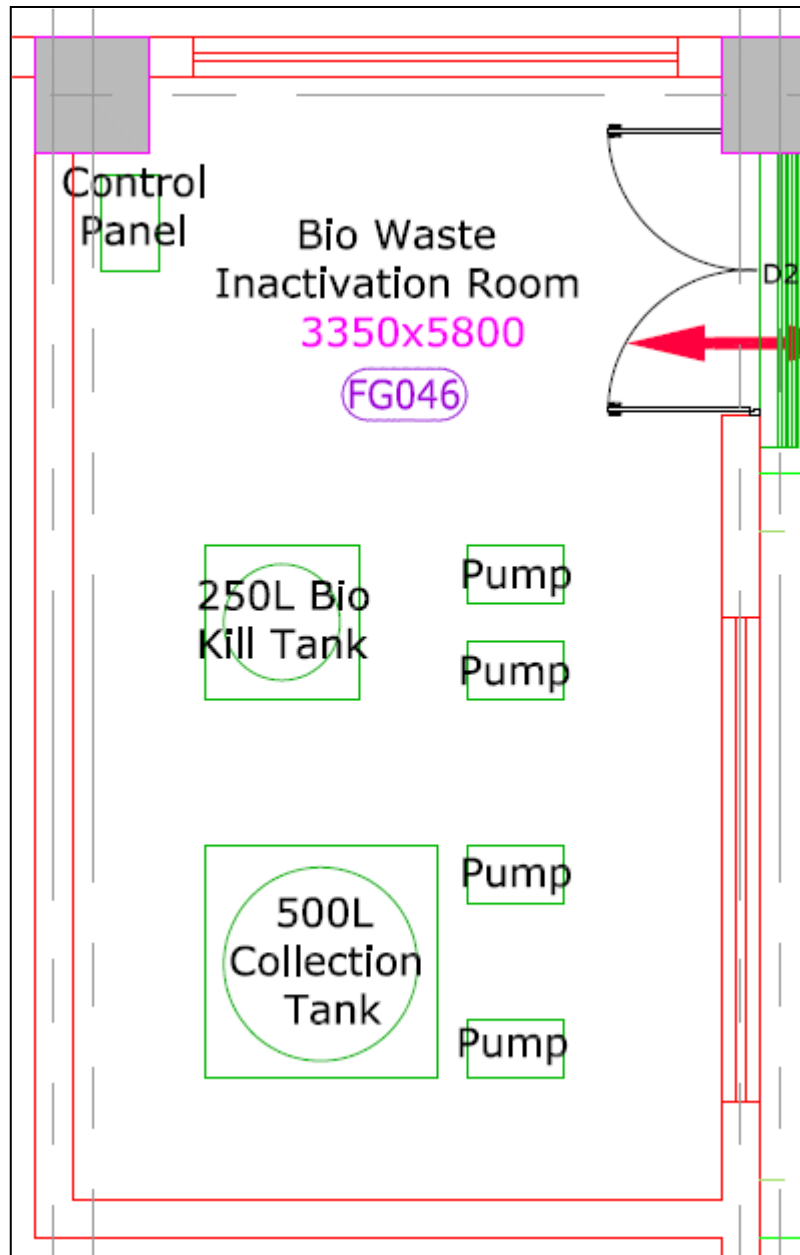 Control
Panel
Bio Waste
Inactivation Room
3350x5800
FG046
D2
250L Bio
Kill Tank
Pump
Pump
500L
Collection
Tank
Pump
Pump